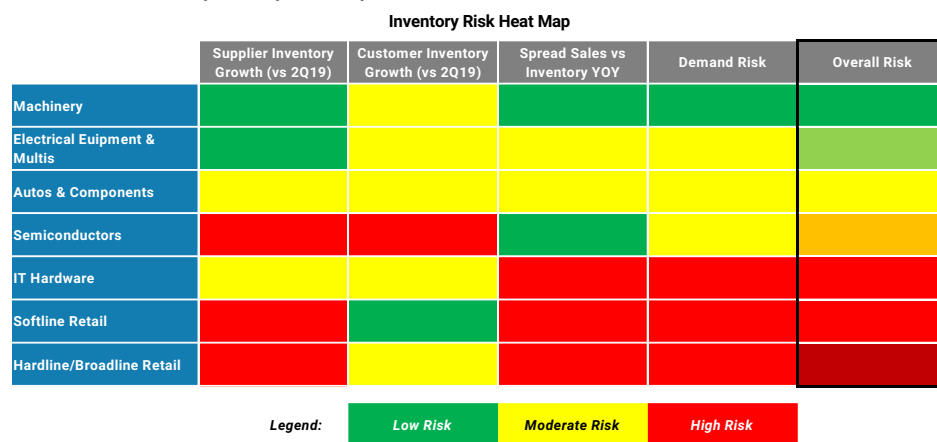 Inventory Risk Heat Map
Supplier Inventory
Growth (vs 2Q19)
Customer Inventory
Growth (vs 2Q19)
Spread Sales vs
Inventory YOY
Demand Risk
Overall Risk
Machinery
Electrical Euipment &
Multis
Autos & Components
Semiconductors
IT Hardware
Softline Retail
Hardline/Broadline Retail
Legend:
Low Risk
Moderate Risk
High Risk